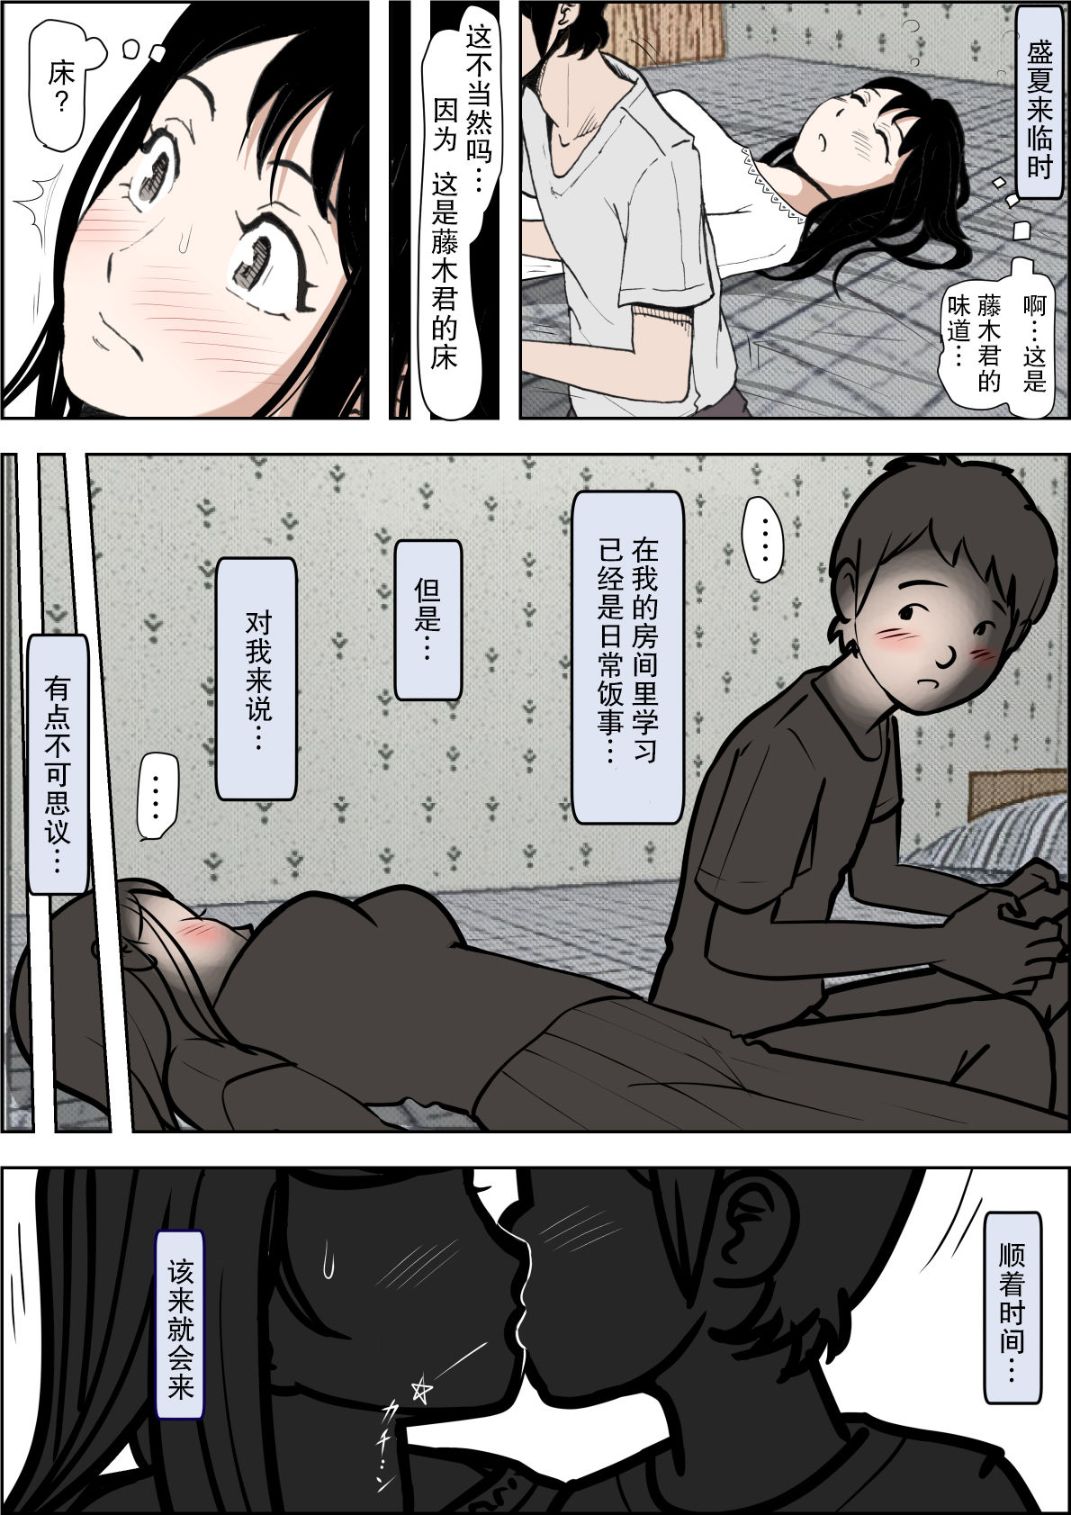 盛夏来临时
啊…这是
藤木君的
味道…
这不当然吗…
因为 这是藤木君的床
床？
……
在我的房间里学习
已经是日常饭事…
但是…
对我来说…
……
有点不可思议…
顺着时间…
该来就会来
カチーン